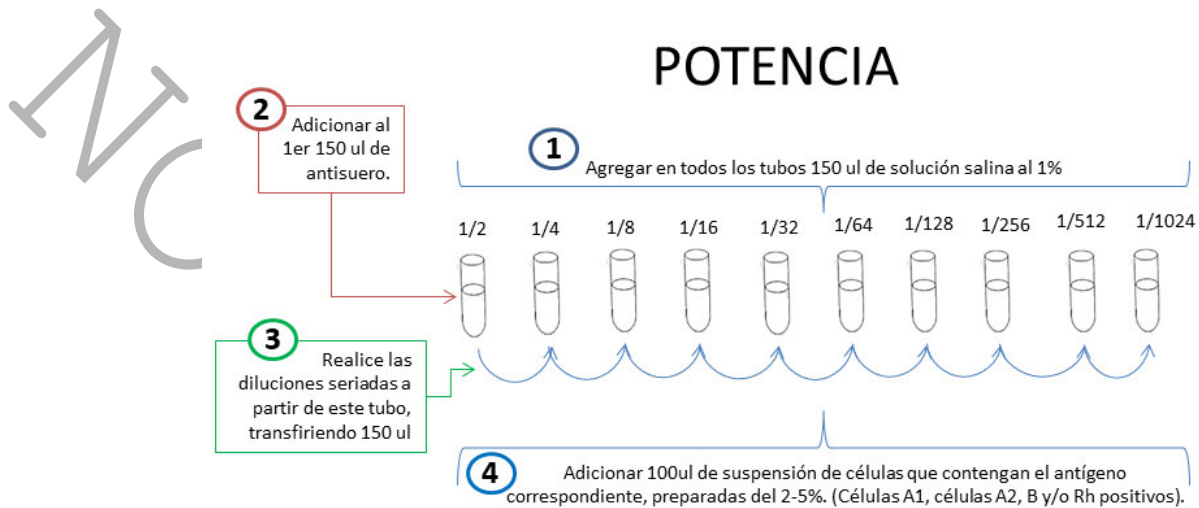 POTENCIA
2
Adicionar al
1er 150 ul de
antisuero.
1
Agregar en todos los tubos 150 ul de solución salina al 1%
1/2 1/4 1/8 1/16 1/32 1/64 1/128 1/256 1/512 1/1024
3
Realice las
diluciones seriadas a
partir de este tubo,
transfiriendo 150 ul
4
Adicionar 100ul de suspensión de células que contengan el antígeno
correspondiente, preparadas del 2-5%. (Células A1, células A2, B y/o Rh positivos).